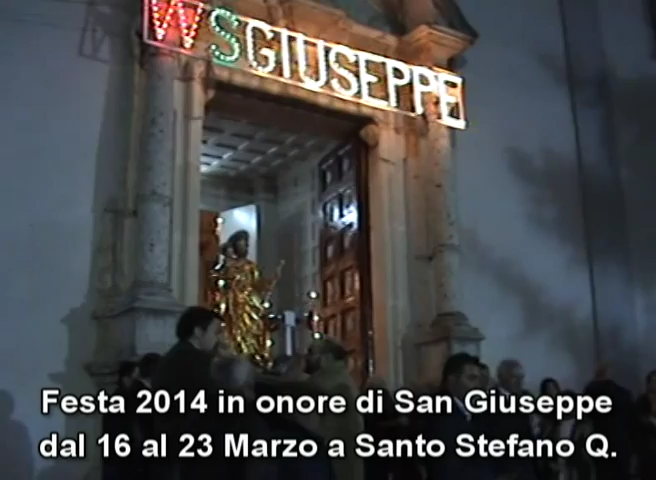 W S GIUSEPPE
Festa 2014 in onore di San Giuseppe
dal 16 al 23 Marzo a Santo Stefano Q.